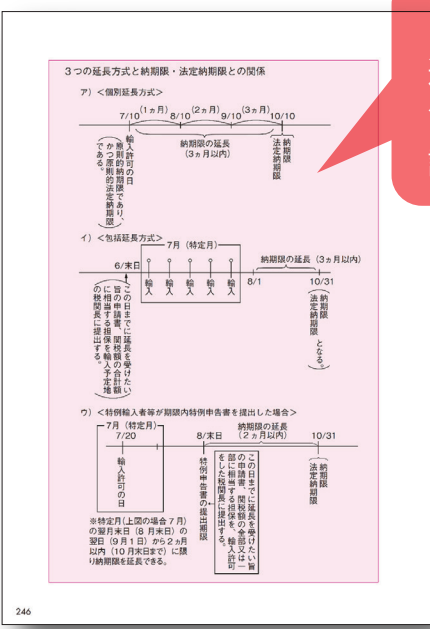 3つの延長方式と納期限・法定納期限との関係
ア）＜個別延長方式＞
(1ヵ月) (2ヵ月) (3ヵ月)
7/10 8/10 9/10 10/10
納期限の延長
(3ヵ月以内)
輸入許可の日
（原則的納期限であり、かつ原則的法定納期限である。）
納期限
（法定納期限）
イ）＜包括延長方式＞
7月（特定月）
納期限の延長（3ヵ月以内）
6/末日
輸入 輸入 輸入 輸入 輸入
8/1 10/31
（この日までに延長を受けたい旨の申請書、関税額の合計額に相当する担保を輸入予定地の税関長に提出する。）
納期限
（法定納期限）となる。
ウ）＜特例輸入者等が期限内特例申告書を提出した場合＞
7月（特定月）
納期限の延長
（2ヵ月以内）
7/20 8/末日 10/31
輸入許可の日
特例申告書の提出期限
この日までに延長を受けたい旨の申請書、関税額の全部又は一部に相当する担保を、輸入許可をした税関長に提出する。
納期限
（法定納期限）
※特定月(上図の場合7月)
の翌月末日（8月末日）の
翌日（9月1日）から2ヵ月
以内（10月末日まで）に限
り納期限を延長できる。
246